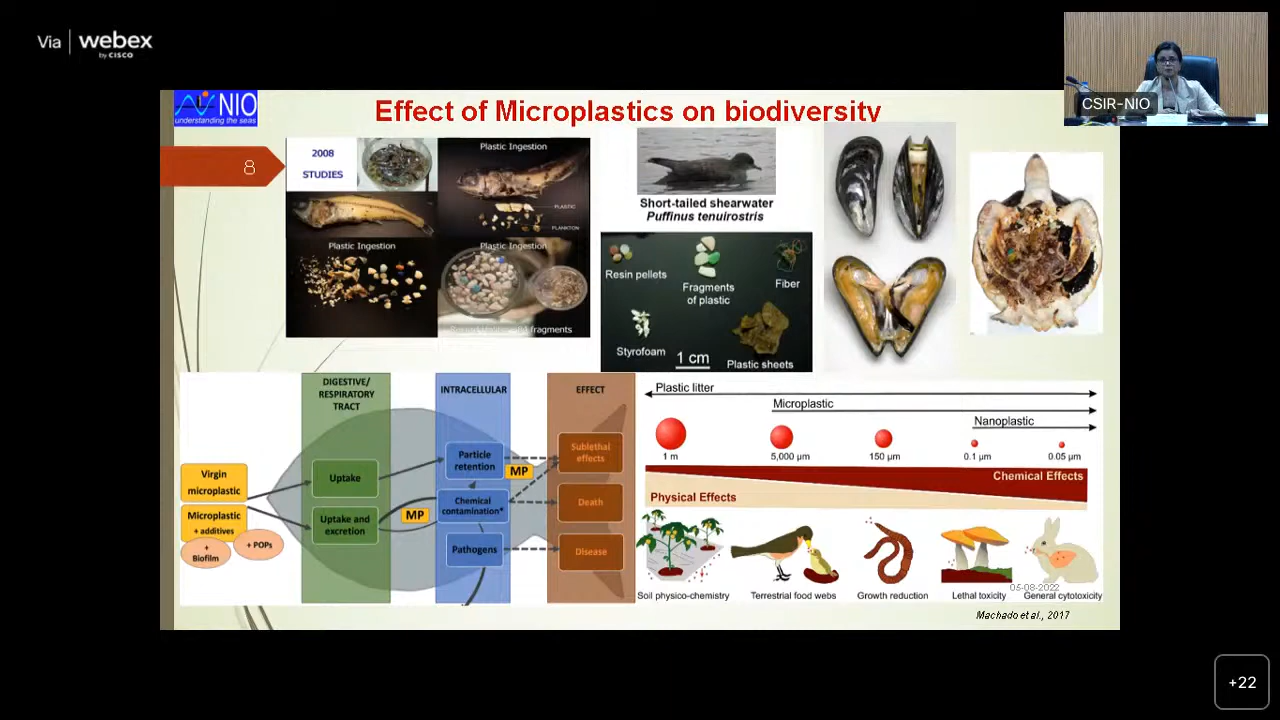 Via webex
by CISCO
CSIR-NIO
NIO
understanding the seas
Effect of Microplastics on biodiversity
8
2008
STUDIES
Plastic Ingestion
PLASTIC
PLANKTON
Plastic Ingestion
Plastic Ingestion
fragments
Short-tailed shearwater
Puffinus tenuirostris
Resin pellets
Fragments
of plastic
Fiber
Styrofoam
1 cm
Plastic sheets
DIGESTIVE/
RESPIRATORY
TRACT
INTRACELLULAR
EFFECT
Virgin
microplastic
Microplastic
+ additives
+
Biofilm
+ POPs
Uptake
Uptake and
excretion
MP
Particle
retention
MP
Chemical
contamination*
Pathogens
Sublethal
effects
Death
Disease
Plastic litter
Microplastic
Nanoplastic
1 m
5,000 µm
150 µm
0.1 µm
0.05 µm
Chemical Effects
Physical Effects
Soil physico-chemistry
Terrestrial food webs
Growth reduction
Lethal toxicity
General cytotoxicity
05-08-2022
Machado et al., 2017
+22